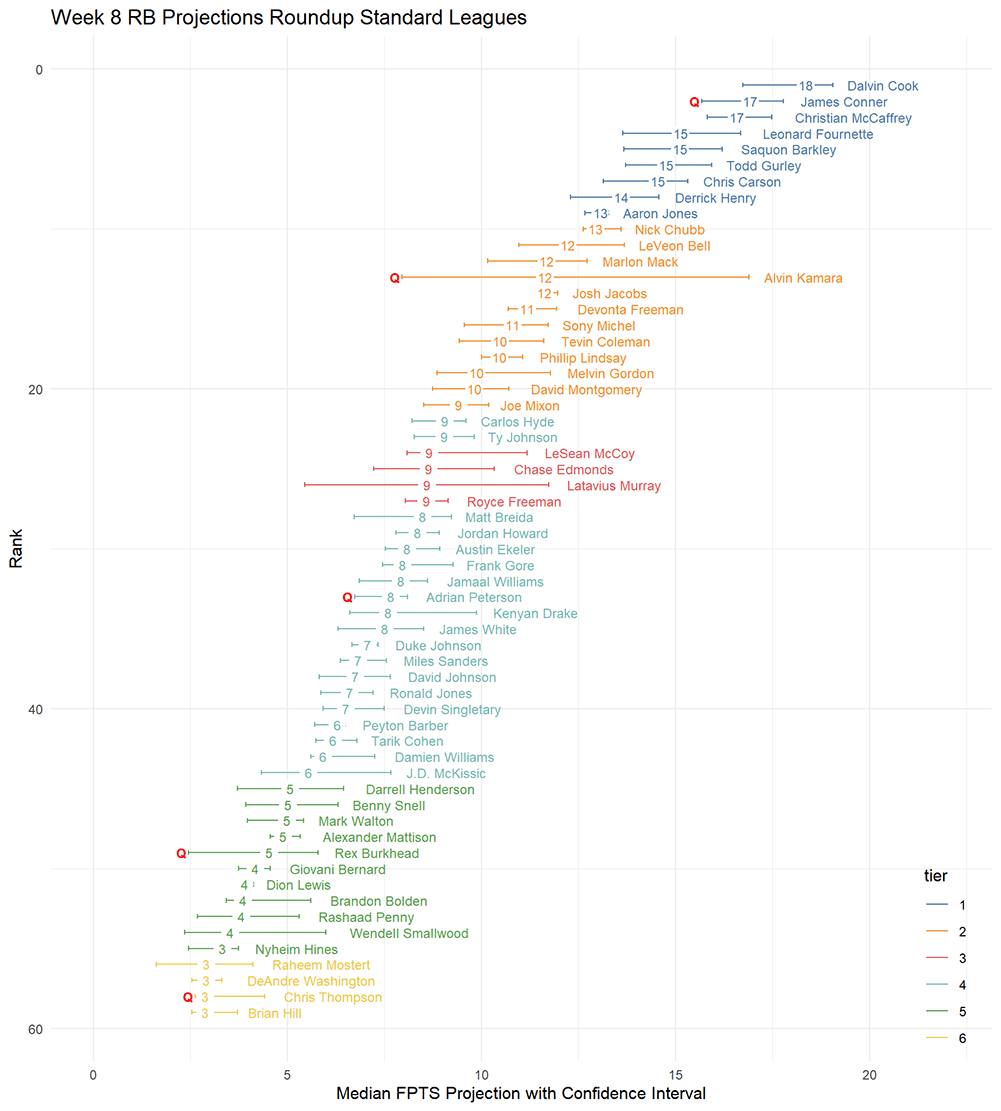 Week 8 RB Projections Roundup Standard Leagues
0
18 Dalvin Cook
Q 17 James Conner
17 Christian McCaffrey
15 Leonard Fournette
15 Saquon Barkley
15 Todd Gurley
15 Chris Carson
14 Derrick Henry
13 Aaron Jones
13 Nick Chubb
12 LeVeon Bell
12 Marlon Mack
Q 12 Alvin Kamara
12 Josh Jacobs
11 Devonta Freeman
11 Sony Michel
10 Tevin Coleman
10 Phillip Lindsay
10 Melvin Gordon
20 10 David Montgomery
9 Joe Mixon
9 Carlos Hyde
9 Ty Johnson
9 LeSean McCoy
9 Chase Edmonds
9 Latavius Murray
9 Royce Freeman
8 Matt Breida
8 Jordan Howard
8 Austin Ekeler
8 Frank Gore
8 Jamaal Williams
Q 8 Adrian Peterson
8 Kenyan Drake
8 James White
7 Duke Johnson
7 Miles Sanders
7 David Johnson
7 Ronald Jones
40 7 Devin Singletary
6 Peyton Barber
6 Tarik Cohen
6 Damien Williams
6 J.D. McKissic
5 Darrell Henderson
5 Benny Snell
5 Mark Walton
5 Alexander Mattison
Q 5 Rex Burkhead
4 Giovani Bernard
4 Dion Lewis
4 Brandon Bolden
4 Rashaad Penny
4 Wendell Smallwood
3 Nyheim Hines
3 Raheem Mostert
3 DeAndre Washington
Q 3 Chris Thompson
3 Brian Hill
60
Rank
0 5 10 15 20
Median FPTS Projection with Confidence Interval
tier
1
2
3
4
5
6